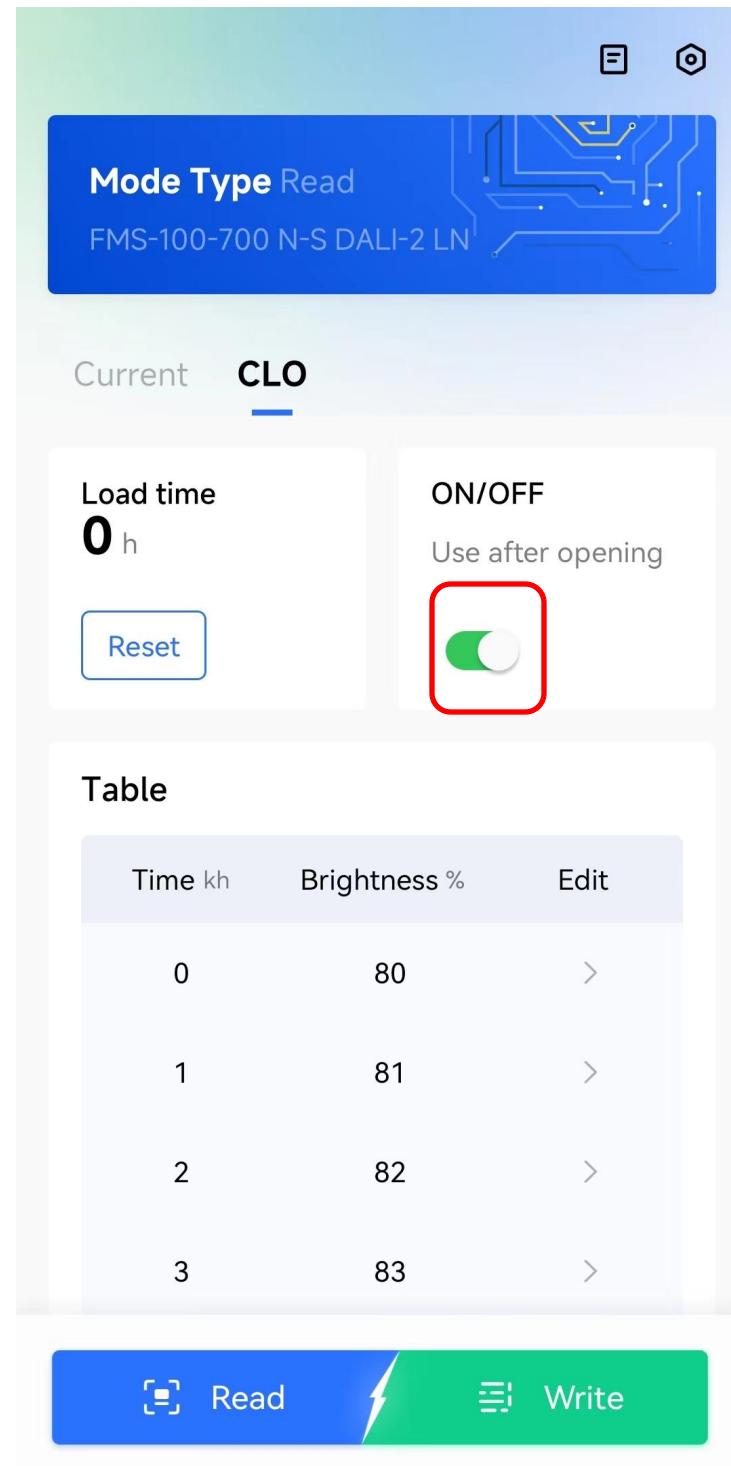 Mode Type Read
FMS-100-700 N-S DALI-2 LN
Current CLO
Load time
0 h
Reset
ON/OFF
Use after opening
Table
Time kh Brightness % Edit
0 80
1 81
2 82
3 83
Read Write